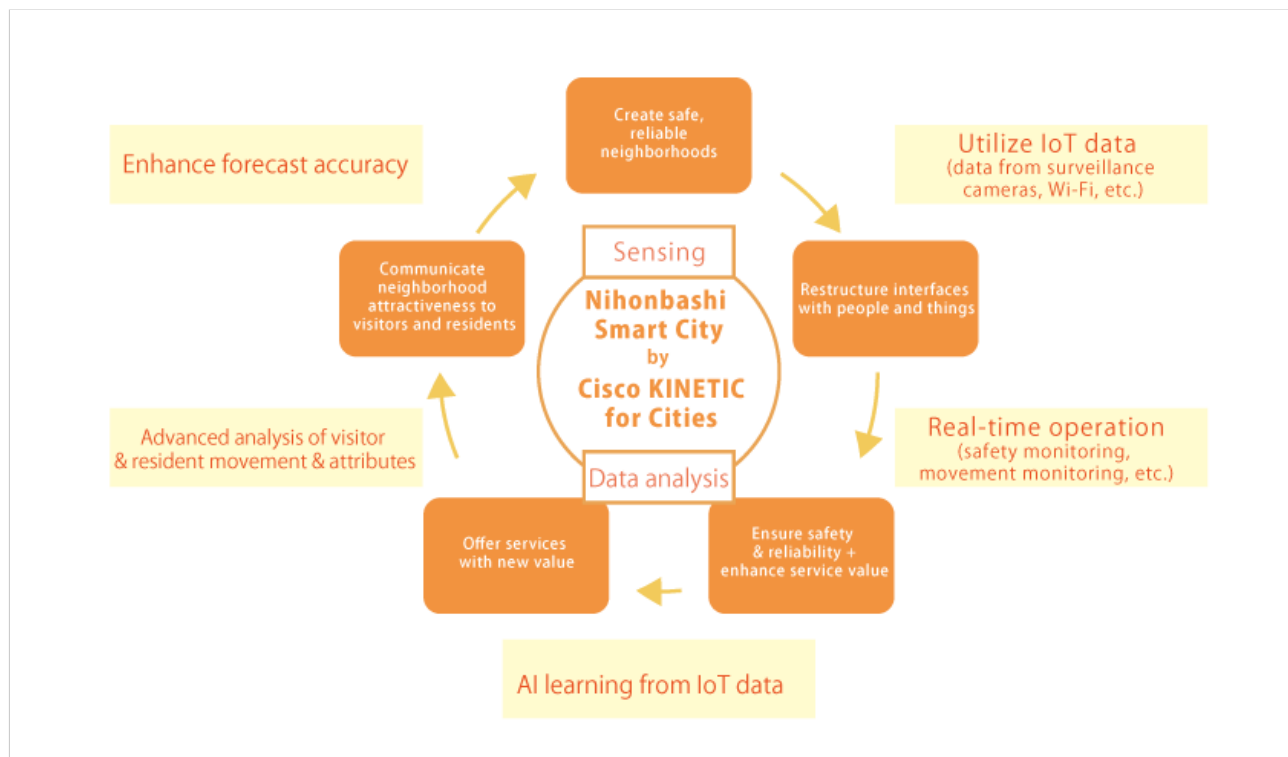 Create safe,
reliable
neighborhoods
Enhance forecast accuracy
Utilize IoT data
(data from surveillance
cameras, Wi-Fi, etc.)
Sensing
Communicate
neighborhood
attractiveness to
visitors and residents
Nihonbashi
Smart City
by
Cisco KINETIC
for Cities
Restructure interfaces
with people and things
Advanced analysis of visitor
& resident movement & attributes
Real-time operation
(safety monitoring,
movement monitoring, etc.)
Data analysis
Offer services
with new value
Ensure safety
& reliability +
enhance service value
AI learning from IoT data